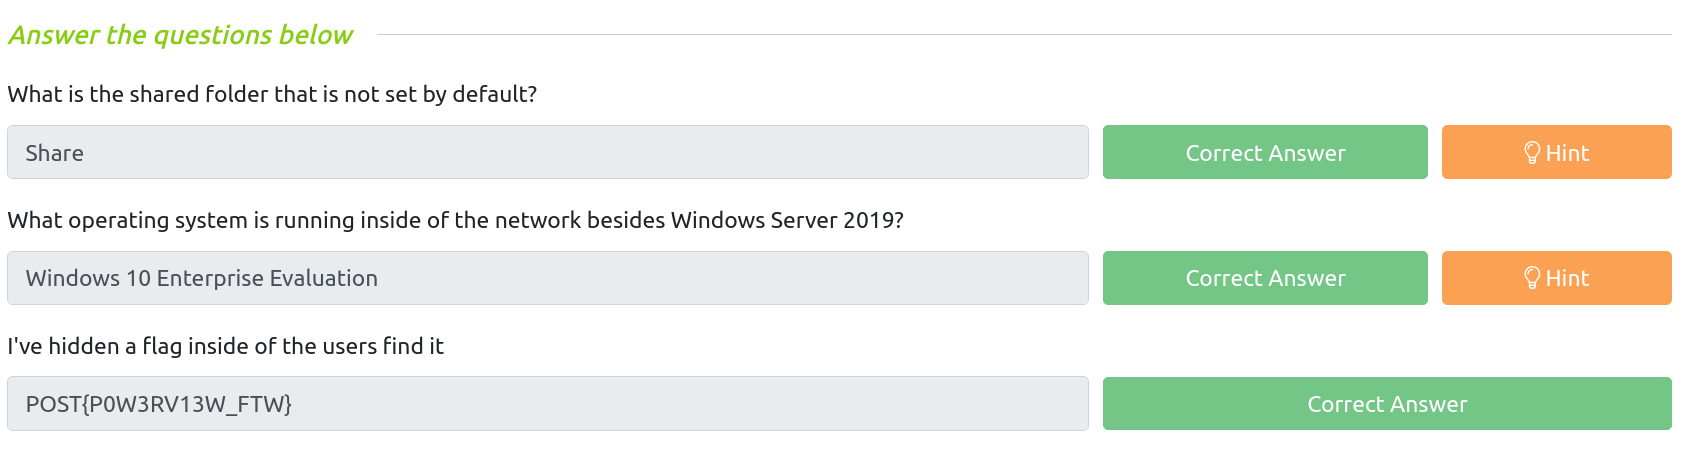 Answer the questions below
What is the shared folder that is not set by default?
Share
Correct Answer
Hint
What operating system is running inside of the network besides Windows Server 2019?
Windows 10 Enterprise Evaluation
Correct Answer
Hint
I've hidden a flag inside of the users find it
POST{P0W3RV13W_FTW}
Correct Answer